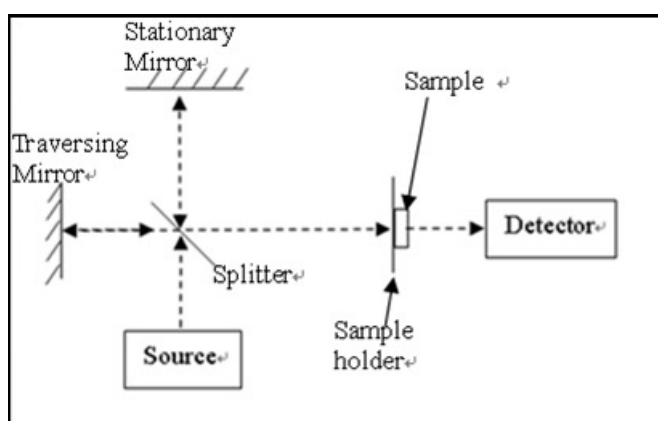 Stationary
Mirror↵
Sample ↵
Traversing
Mirror↵
Detector↵
Splitter↵
Source↵
Sample
holder↵